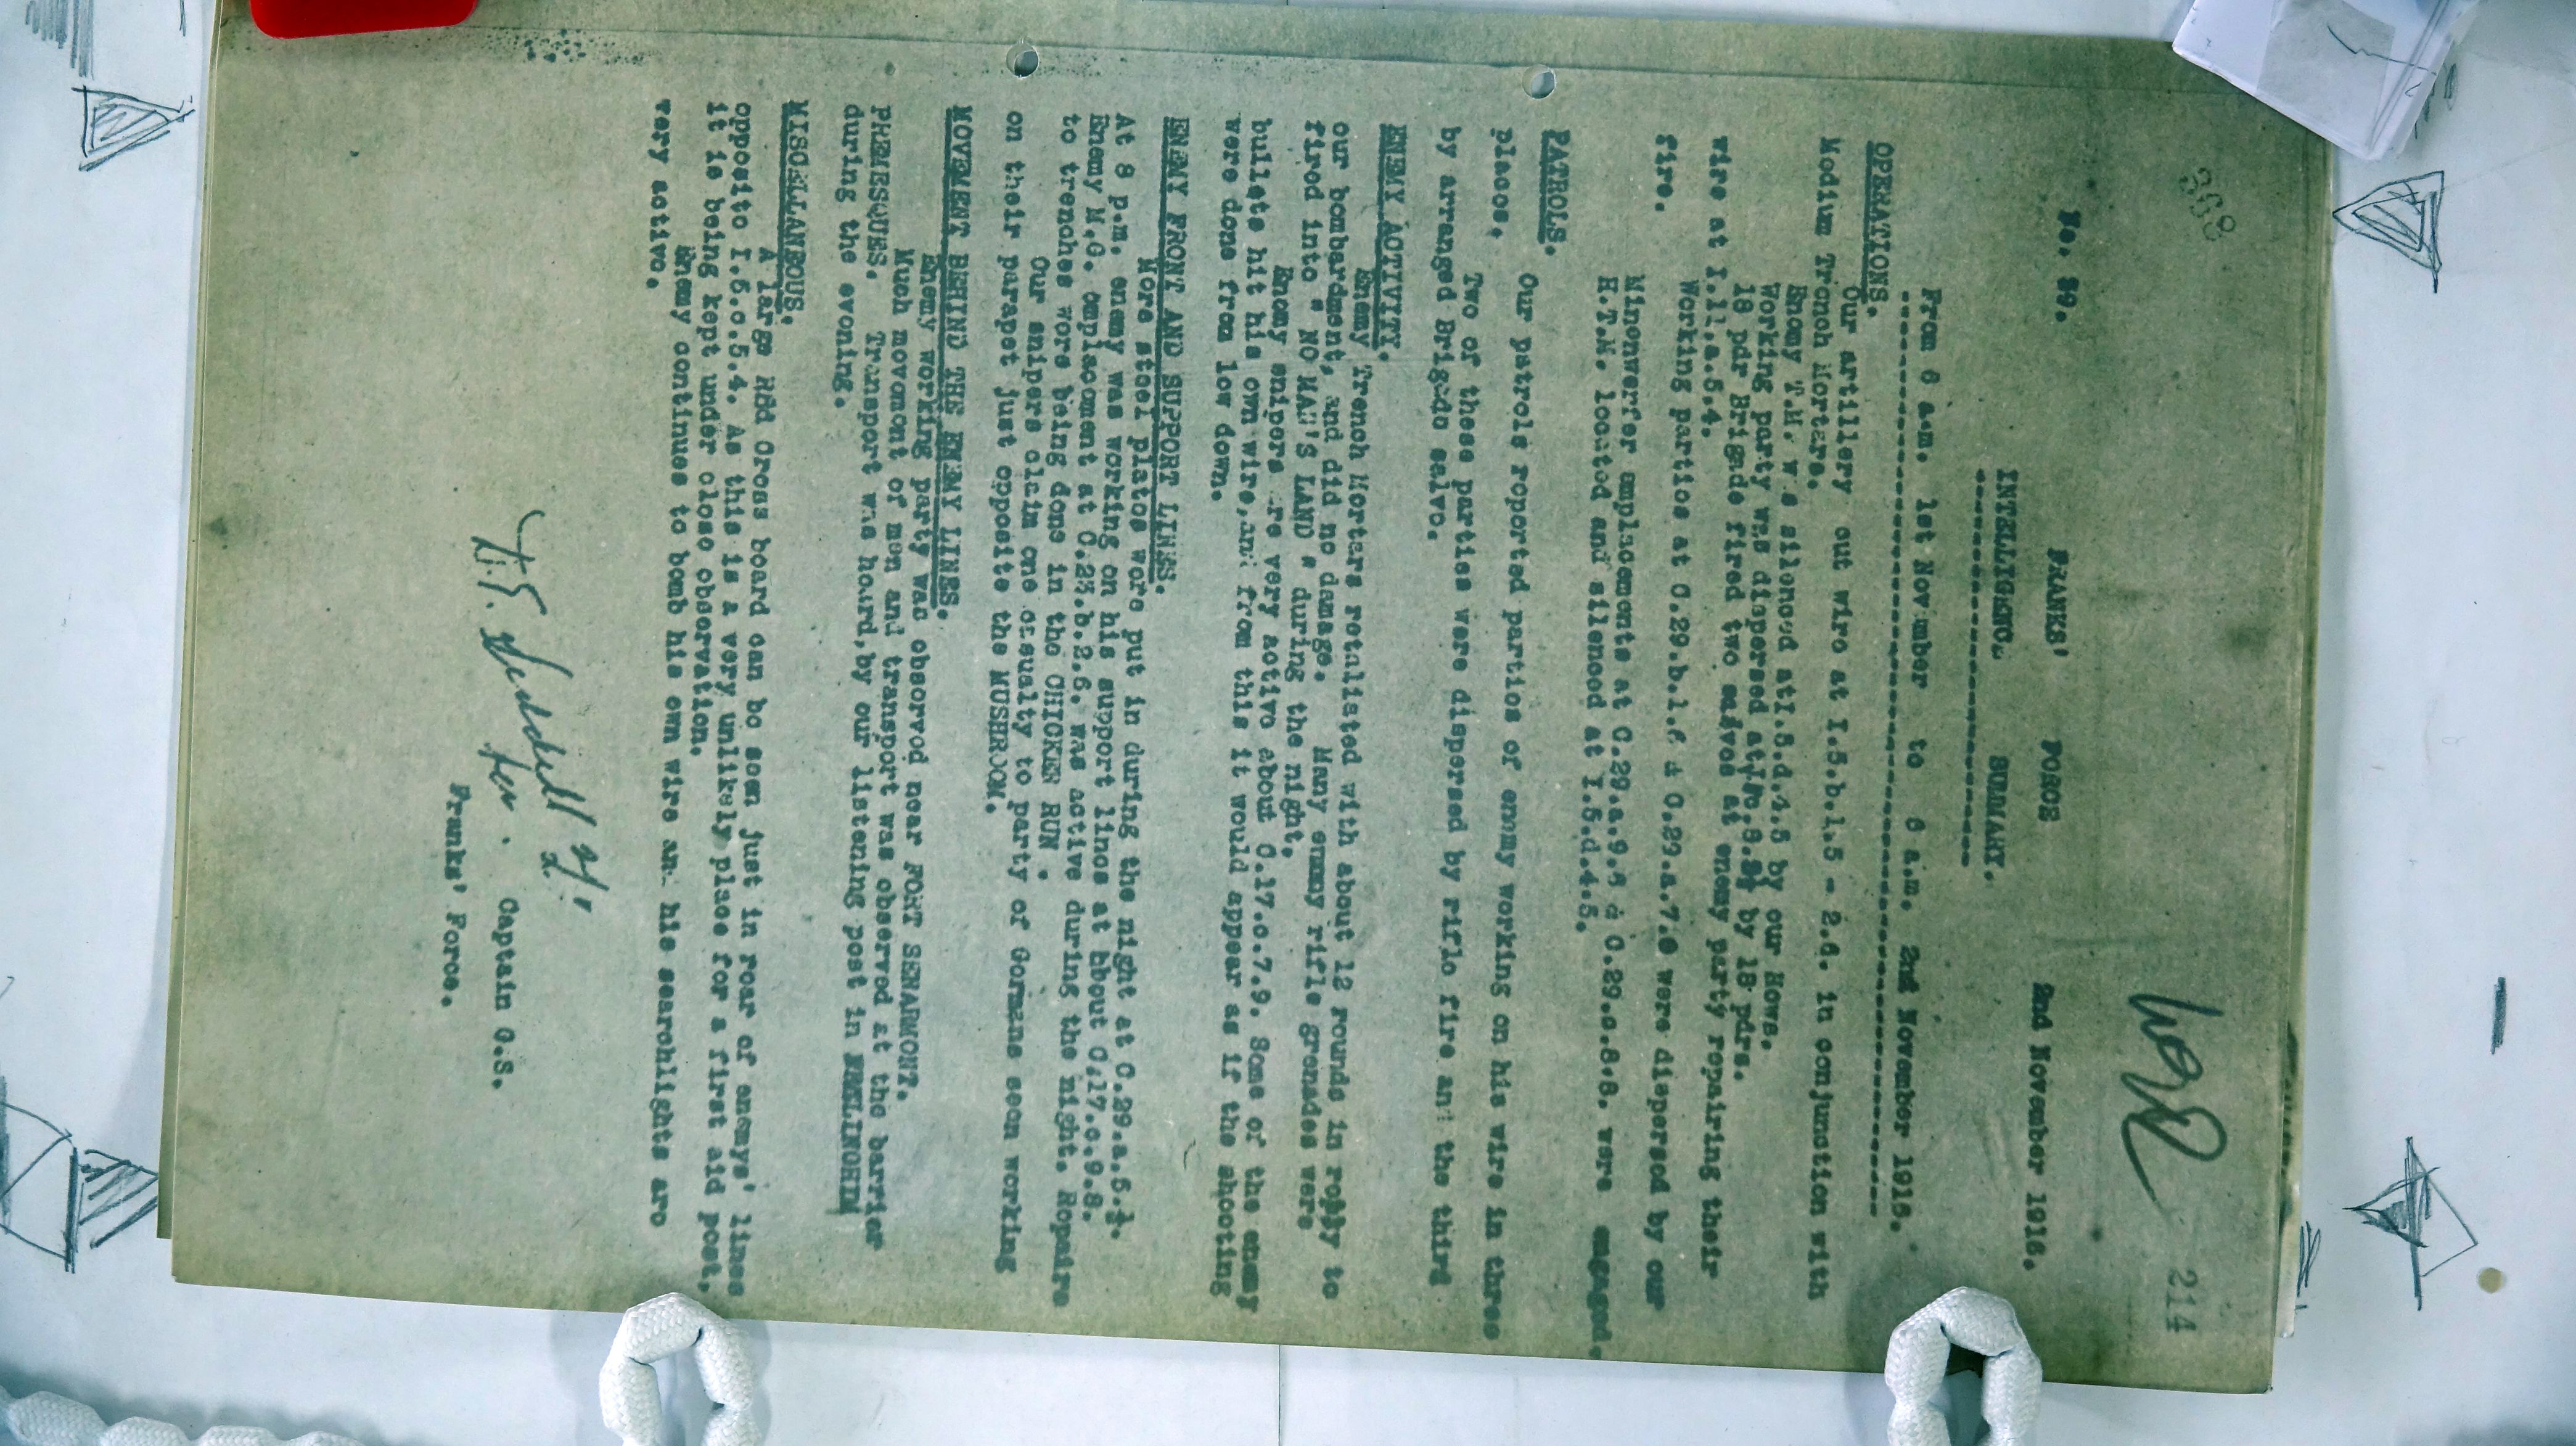 368
214
No. 89. FRANKS' FORCE 2nd November 1916.
INTELLIGENCE SUMMARY.
From 6 a.m. 1st November to 6 a.m. 2nd November 1916.
OPERATIONS.
Our artillery cut wire at I.5.b.1.5 - 2.6. in conjunction with
Medium Trench Mortars.
Enemy T.M. was silenced at I.5.d.4.5 by our Hows.
Working party was dispersed at by 18 pdrs.
18 pdr Brigade fired two salvos at enemy party repairing their
wire at I.11.a.5.4.
Working parties at C.29.b.1.6 & C.29.a.7.0 were dispersed by our
fire.
Minenwerfer emplacements at C.29.a.9.5 & C.29.c.8.8. were engaged.
H.T.M. located and silenced at I.5.d.4.5.
PATROLS.
Our patrols reported parties of enemy working on his wire in three
places.
Two of these parties were dispersed by rifle fire and the third
by arranged Brigade salvo.
ENEMY ACTIVITY.
Enemy Trench Mortars retaliated with about 12 rounds in reply to
our bombardment, and did no damage. Many enemy rifle grenades were
fired into " NO MAN'S LAND " during the night.
Enemy snipers are very active about C.17.c.7.9. Some of the enemy
bullets hit his own wire, and from this it would appear as if the shooting
were done from low down.
ENEMY FRONT AND SUPPORT LINES.
More steel plates were put in during the night at C.29.a.5.
At 8 p.m. enemy was working on his support lines at about C.17.c.9.8.
Enemy M.G. emplacement at C.23.b.2.6. was active during the night. Repairs
to trenches were being done in the CHICKEN RUN .
Our snipers claim one casualty to party of Germans seen working
on their parapet just opposite the MUSHROOM.
MOVEMENT BEHIND THE ENEMY LINES.
Enemy working party was observed near FORT SENARMONT.
Much movement of men and transport was observed at the barrier
PREMESQUES. Transport was heard, by our listening post in FRELINGHIN
during the evening.
MISCELLANEOUS.
A large Red Cross board can be seen just in rear of enemys' lines
opposite I.5.c.5.4. As this is a very unlikely place for a first aid post,
it is being kept under close observation.
Enemy continues to bomb his own wire and his searchlights are
very active.
for . Captain G.S.
Franks' Force.